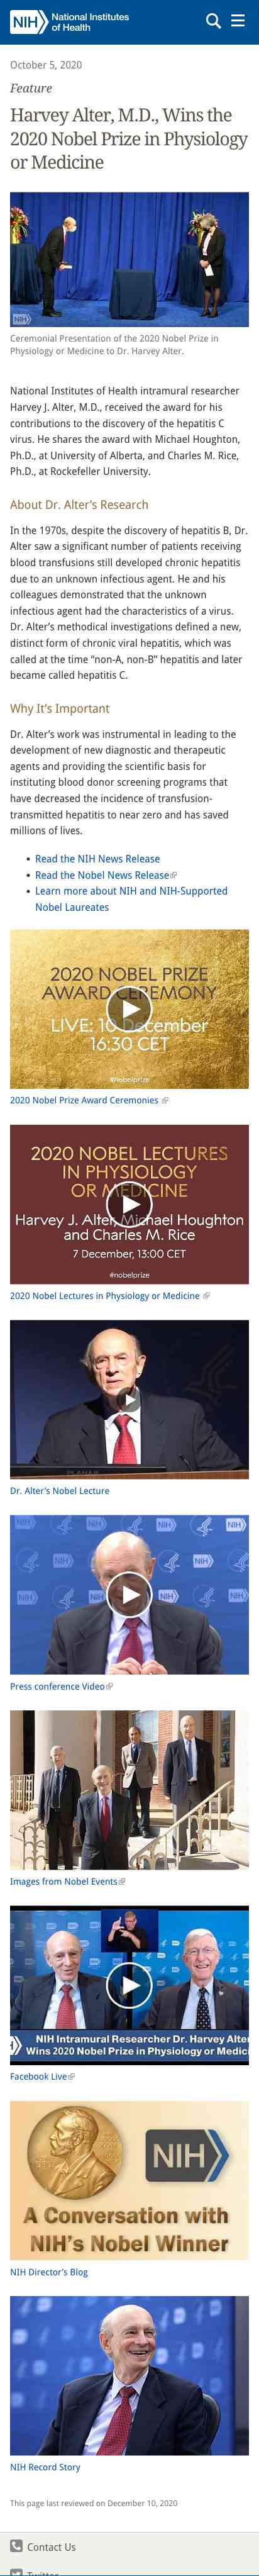 NIH National Institutes
of Health
October 5, 2020
Feature
Harvey Alter, M.D., Wins the
2020 Nobel Prize in Physiology
or Medicine
NIH
Ceremonial Presentation of the 2020 Nobel Prize in
Physiology or Medicine to Dr. Harvey Alter.
National Institutes of Health intramural researcher
Harvey J. Alter, M.D., received the award for his
contributions to the discovery of the hepatitis C
virus. He shares the award with Michael Houghton,
Ph.D., at University of Alberta, and Charles M. Rice,
Ph.D., at Rockefeller University.
About Dr. Alter’s Research
In the 1970s, despite the discovery of hepatitis B, Dr.
Alter saw a significant number of patients receiving
blood transfusions still developed chronic hepatitis
due to an unknown infectious agent. He and his
colleagues demonstrated that the unknown
infectious agent had the characteristics of a virus.
Dr. Alter’s methodical investigations defined a new,
distinct form of chronic viral hepatitis, which was
called at the time “non-A, non-B” hepatitis and later
became called hepatitis C.
Why It’s Important
Dr. Alter’s work was instrumental in leading to the
development of new diagnostic and therapeutic
agents and providing the scientific basis for
instituting blood donor screening programs that
have decreased the incidence of transfusion-
transmitted hepatitis to near zero and has saved
millions of lives.
• Read the NIH News Release
• Read the Nobel News Release
• Learn more about NIH and NIH-Supported
Nobel Laureates
2020 NOBEL PRIZE
AWARD CEREMONY
LIVE: 10 December
16:30 CET
#nobelprize
2020 Nobel Prize Award Ceremonies
2020 NOBEL LECTURES
IN PHYSIOLOGY
OR MEDICINE
Harvey J. Alter, Michael Houghton
and Charles M. Rice
7 December, 13:00 CET
#nobelprize
2020 Nobel Lectures in Physiology or Medicine
Dr. Alter’s Nobel Lecture
NIH NIH NIH NIH
NIH NIH
NIH NIH
Press conference Video
Images from Nobel Events
NIH Intramural Researcher Dr. Harvey Alter
Wins 2020 Nobel Prize in Physiology or Medici
Facebook Live
NIH
A Conversation with
NIH’s Nobel Winner
NIH Director’s Blog
NIH Record Story
This page last reviewed on December 10, 2020
Contact Us
Twitter